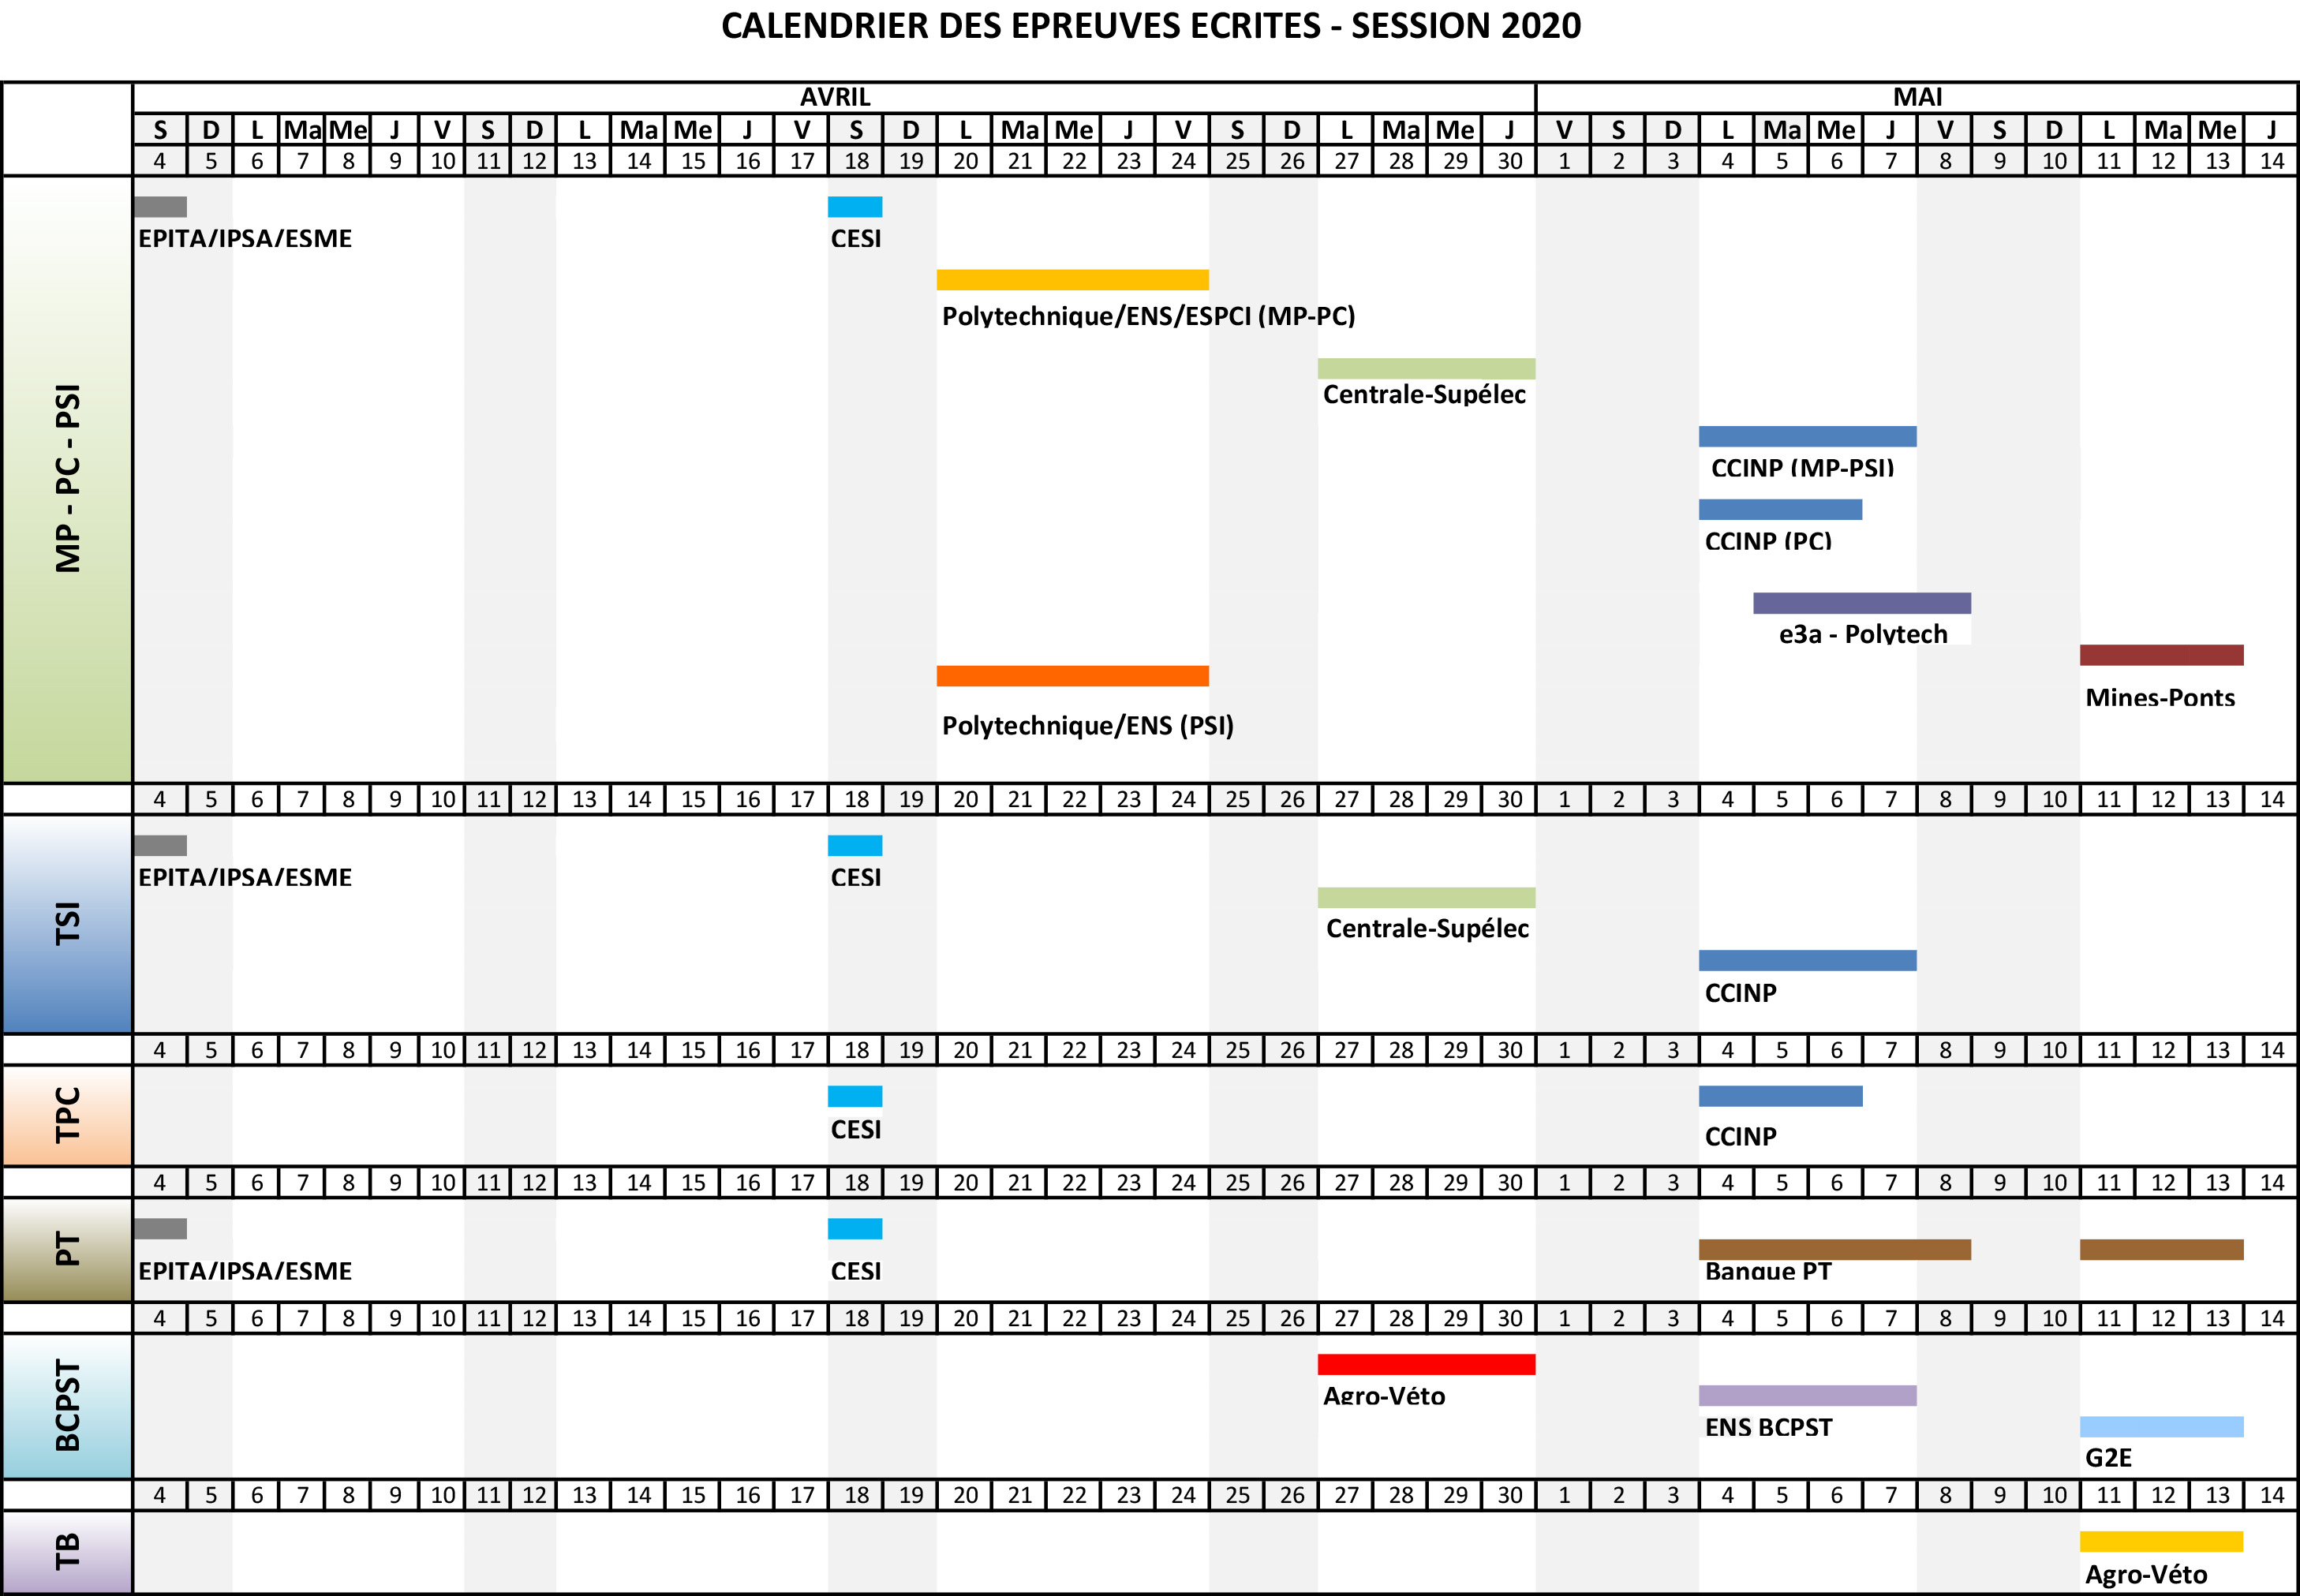 CALENDRIER DES EPREUVES ECRITES - SESSION 2020
AVRIL MAI
S D L Ma Me J V S D L Ma Me J V S D L Ma Me J V S D L Ma Me J V S D L Ma Me J V S D L Ma Me J
4 5 6 7 8 9 10 11 12 13 14 15 16 17 18 19 20 21 22 23 24 25 26 27 28 29 30 1 2 3 4 5 6 7 8 9 10 11 12 13 14
MP - PC - PSI
EPITA/IPSA/ESME CESI
Polytechnique/ENS/ESPCI (MP-PC)
Centrale-Supélec
CCINP (MP-PSI)
CCINP (PC)
e3a - Polytech
Mines-Ponts
Polytechnique/ENS (PSI)
4 5 6 7 8 9 10 11 12 13 14 15 16 17 18 19 20 21 22 23 24 25 26 27 28 29 30 1 2 3 4 5 6 7 8 9 10 11 12 13 14
TSI
EPITA/IPSA/ESME CESI
Centrale-Supélec
CCINP
4 5 6 7 8 9 10 11 12 13 14 15 16 17 18 19 20 21 22 23 24 25 26 27 28 29 30 1 2 3 4 5 6 7 8 9 10 11 12 13 14
TPC
CESI CCINP
4 5 6 7 8 9 10 11 12 13 14 15 16 17 18 19 20 21 22 23 24 25 26 27 28 29 30 1 2 3 4 5 6 7 8 9 10 11 12 13 14
PT
EPITA/IPSA/ESME CESI Banque PT
4 5 6 7 8 9 10 11 12 13 14 15 16 17 18 19 20 21 22 23 24 25 26 27 28 29 30 1 2 3 4 5 6 7 8 9 10 11 12 13 14
BCPST
Agro-Véto
ENS BCPST
G2E
4 5 6 7 8 9 10 11 12 13 14 15 16 17 18 19 20 21 22 23 24 25 26 27 28 29 30 1 2 3 4 5 6 7 8 9 10 11 12 13 14
TB
Agro-Véto